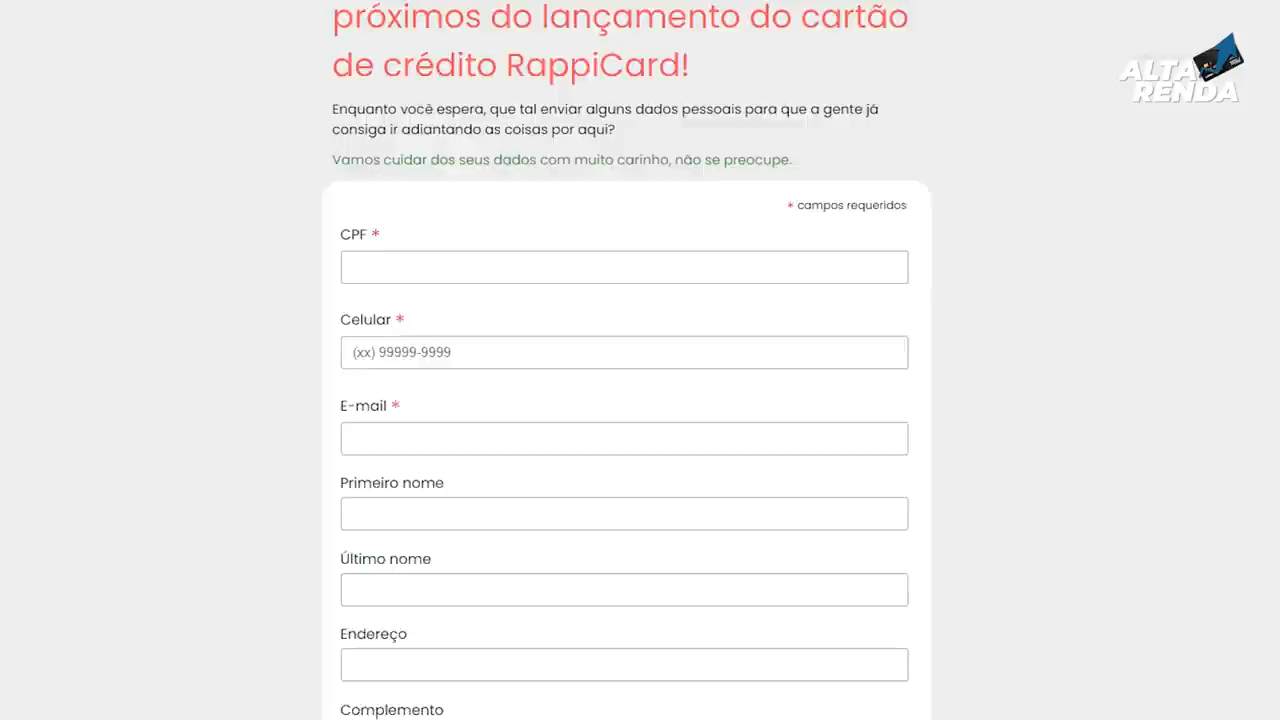 próximos do lançamento do cartão
de crédito RappiCard!
ALTA
RENDA
Enquanto você espera, que tal enviar alguns dados pessoais para que a gente já
consiga ir adiantando as coisas por aqui?
Vamos cuidar dos seus dados com muito carinho, não se preocupe.
* campos requeridos
CPF *
Celular *
(xx) 99999-9999
E-mail *
Primeiro nome
Último nome
Endereço
Complemento